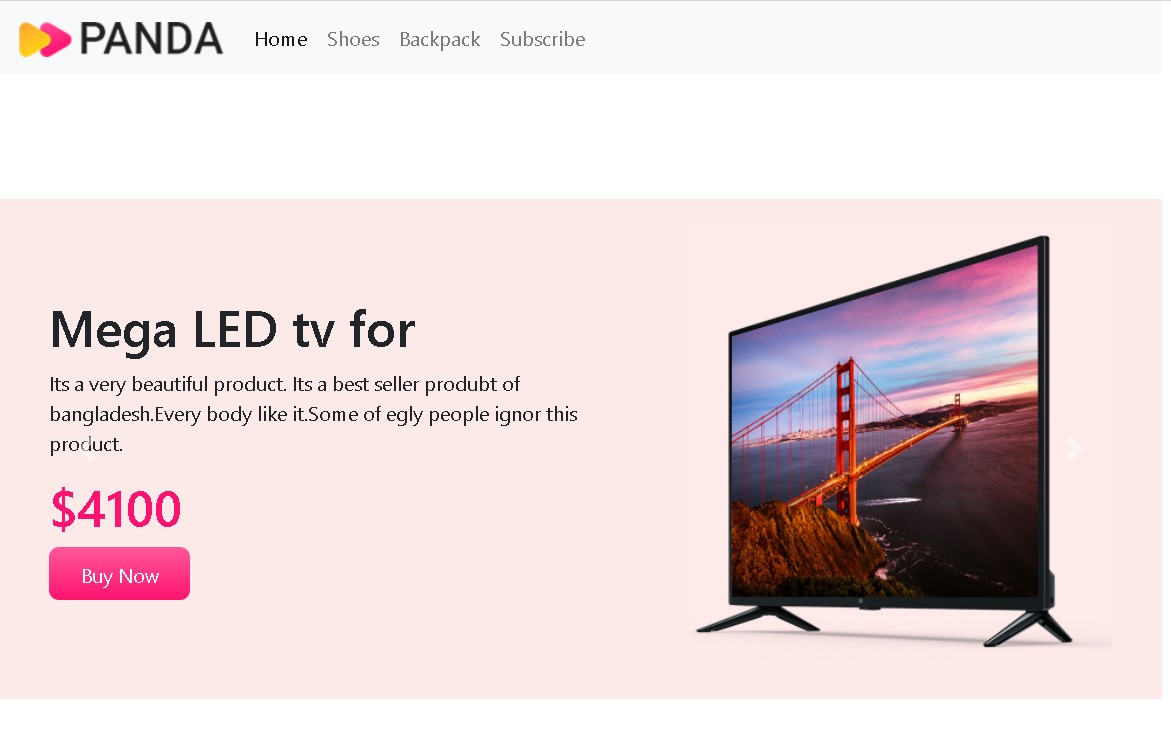 PANDA
Home Shoes Backpack Subscribe
Mega LED tv for
Its a very beautiful product. Its a best seller produbt of
bangladesh.Every body like it.Some of egly people ignor this
product.
$4100
Buy Now